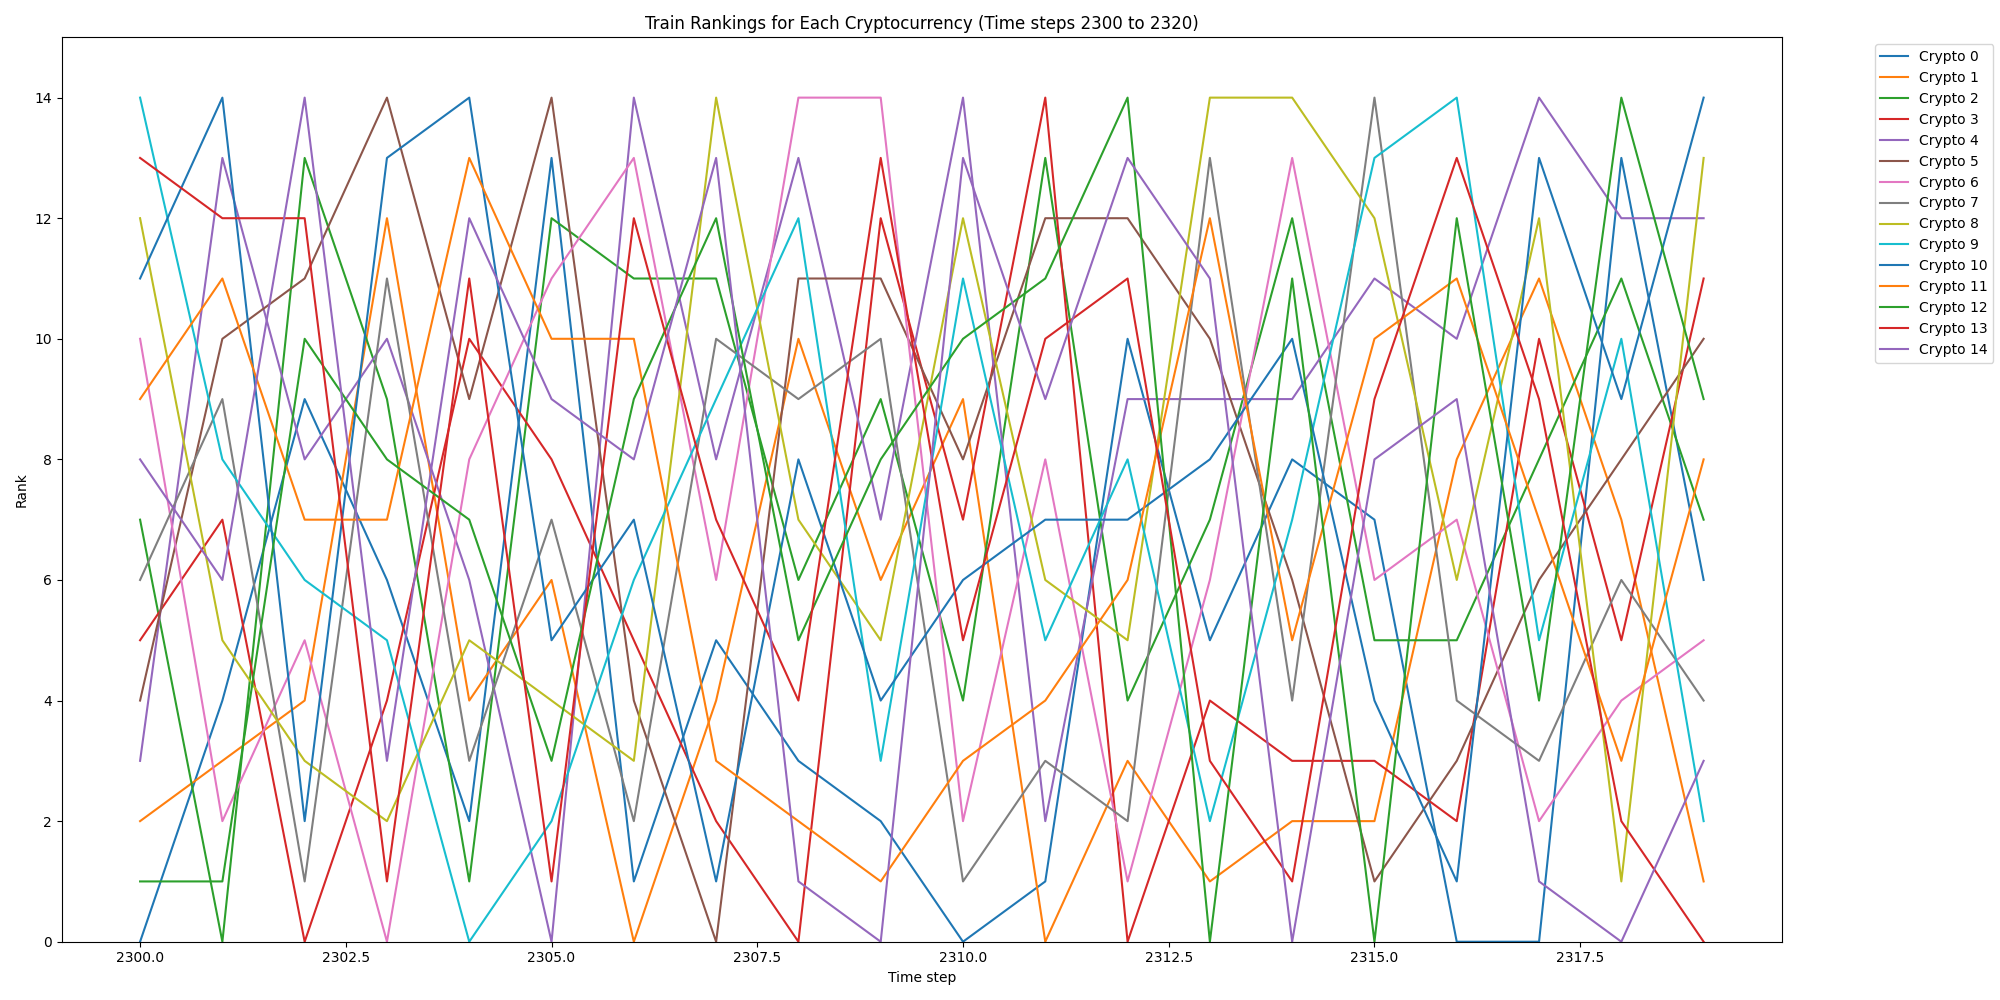 Train Rankings for Each Cryptocurrency (Time steps 2300 to 2320)
Rank
14
12
10
8
6
4
2
0
2300.0 2302.5 2305.0 2307.5 2310.0 2312.5 2315.0 2317.5
Time step
Crypto 0
Crypto 1
Crypto 2
Crypto 3
Crypto 4
Crypto 5
Crypto 6
Crypto 7
Crypto 8
Crypto 9
Crypto 10
Crypto 11
Crypto 12
Crypto 13
Crypto 14